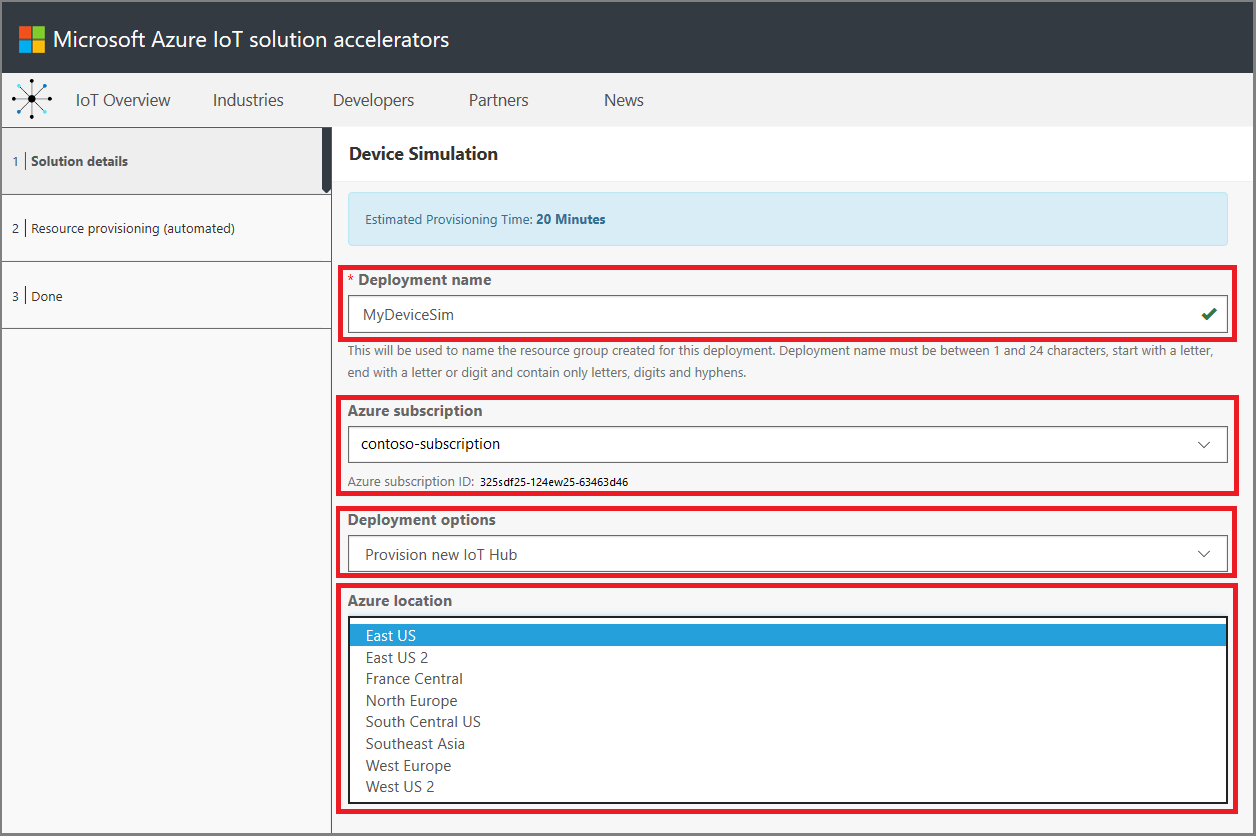 Microsoft Azure IoT solution accelerators
IoT Overview Industries Developers Partners News
1 Solution details
2 Resource provisioning (automated)
3 Done
Device Simulation
Estimated Provisioning Time: 20 Minutes
* Deployment name
MyDeviceSim
This will be used to name the resource group created for this deployment. Deployment name must be between 1 and 24 characters, start with a letter,
end with a letter or digit and contain only letters, digits and hyphens.
Azure subscription
contoso-subscription
Azure subscription ID: 325sdf25-124ew25-63463d46
Deployment options
Provision new IoT Hub
Azure location
East US
East US 2
France Central
North Europe
South Central US
Southeast Asia
West Europe
West US 2